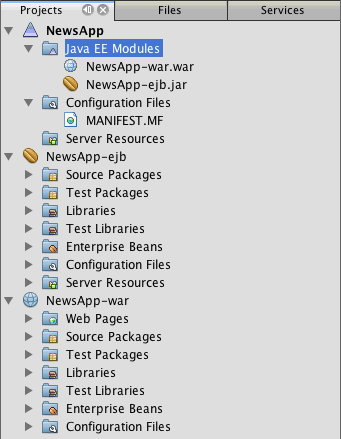 Projects Files Services
NewsApp
Java EE Modules
NewsApp-war.war
NewsApp-ejb.jar
Configuration Files
MANIFEST.MF
Server Resources
NewsApp-ejb
Source Packages
Test Packages
Libraries
Test Libraries
Enterprise Beans
Configuration Files
Server Resources
NewsApp-war
Web Pages
Source Packages
Test Packages
Libraries
Test Libraries
Enterprise Beans
Configuration Files